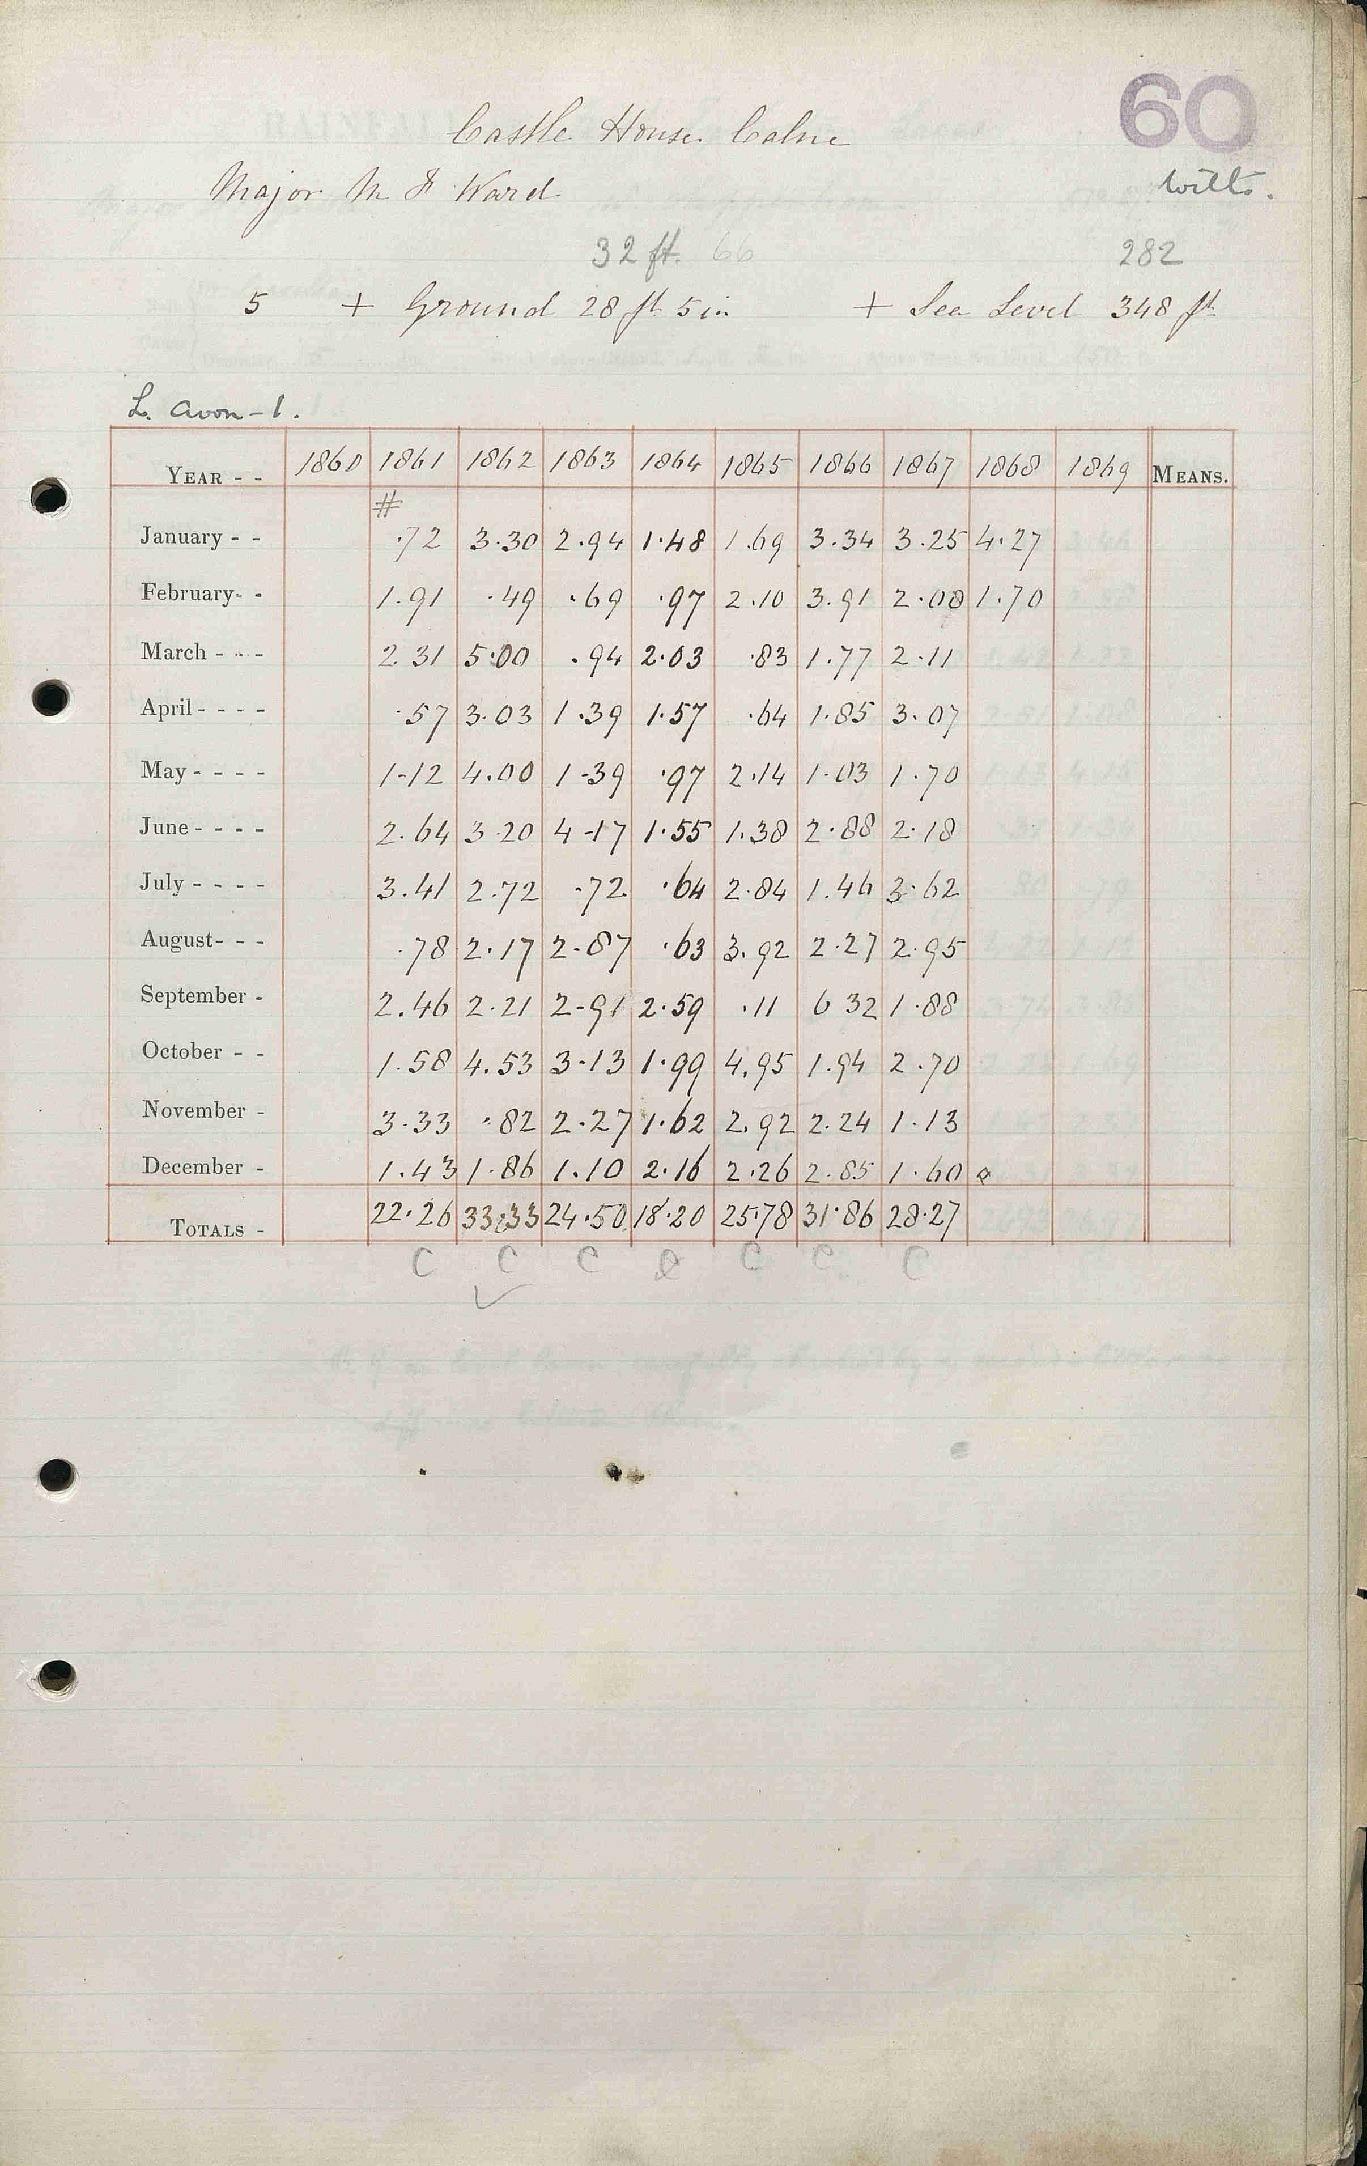 60
Castle House Calne
Major M F Ward
Wilts.
32 ft. 66 282
5 + Ground 28 ft 5 in + Sea Level 348 ft
L. Avon - 1.
YEAR - - 1860 1861 1862 1863 1864 1865 1866 1867 1868 1869 MEANS.
#
January - - .72 3.30 2.94 1.48 1.69 3.34 3.25 4.27
February- - 1.91 .49 .69 .97 2.10 3.91 2.08 1.70
March - - - 2 31 5.00 .94 2.03 .83 1.77 2.11
April - - - - .57 3.03 1.39 1.57 .64 1.85 3.07
May - - - - 1-12 4.00 1-39 .97 2.14 1.03 1.70
June - - - - 2.64 3 20 4-17 1.55 1.38 2.88 2.18
July - - - - 3.41 2.72 .72 .64 2.84 1.46 3.62
August- - - .78 2.17 2-87 .63 3.92 2.27 2.95
September - 2.46 2.21 2-91 2.59 .11 6 32 1.88
October - - 1.58 4.53 3.13 1.99 4.95 1.94 2.70
November - 3.33 .82 2.27 1.62 2.92 2.24 1.13
December - 1.43 1.86 1.10 2.16 2.26 2.85 1.60
TOTALS - 22.26 33.33 24.50 18.20 25.78 31.86 28.27
C C C C C C C